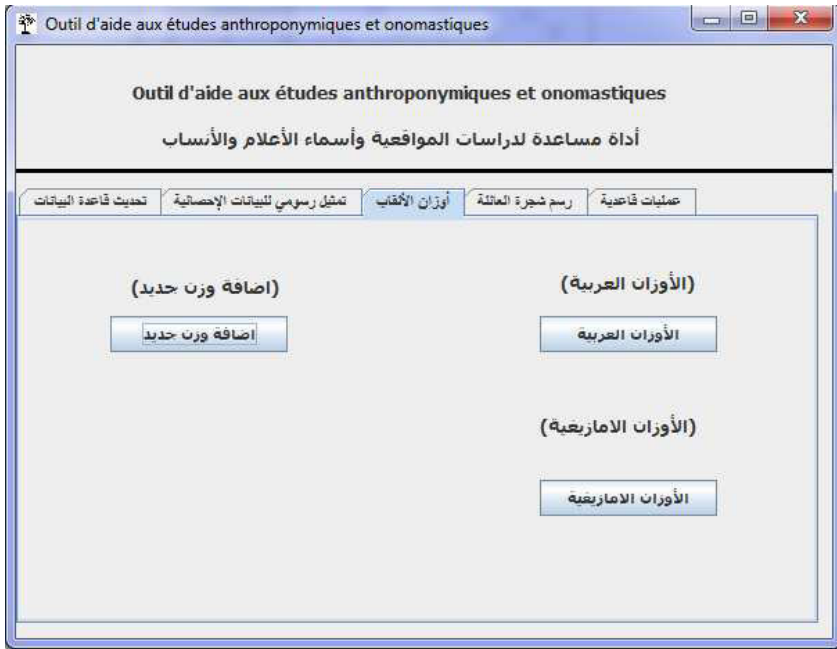 Outil d'aide aux études anthroponymiques et onomastiques
Outil d'aide aux études anthroponymiques et onomastiques
أداة مساعدة لدراسات المواقعية وأسماء الأعلام والأنساب
عمليات قاعدية رسم شجرة العائلة أوزان الألقاب تمثيل رسومي للبيانات الإحصائية تحديث قاعدة البيانات
(الأوزان العربية) (اضافة وزن جديد)
الأوزان العربية اضافة وزن جديد
(الأوزان الامازيغية)
الأوزان الامازيغية